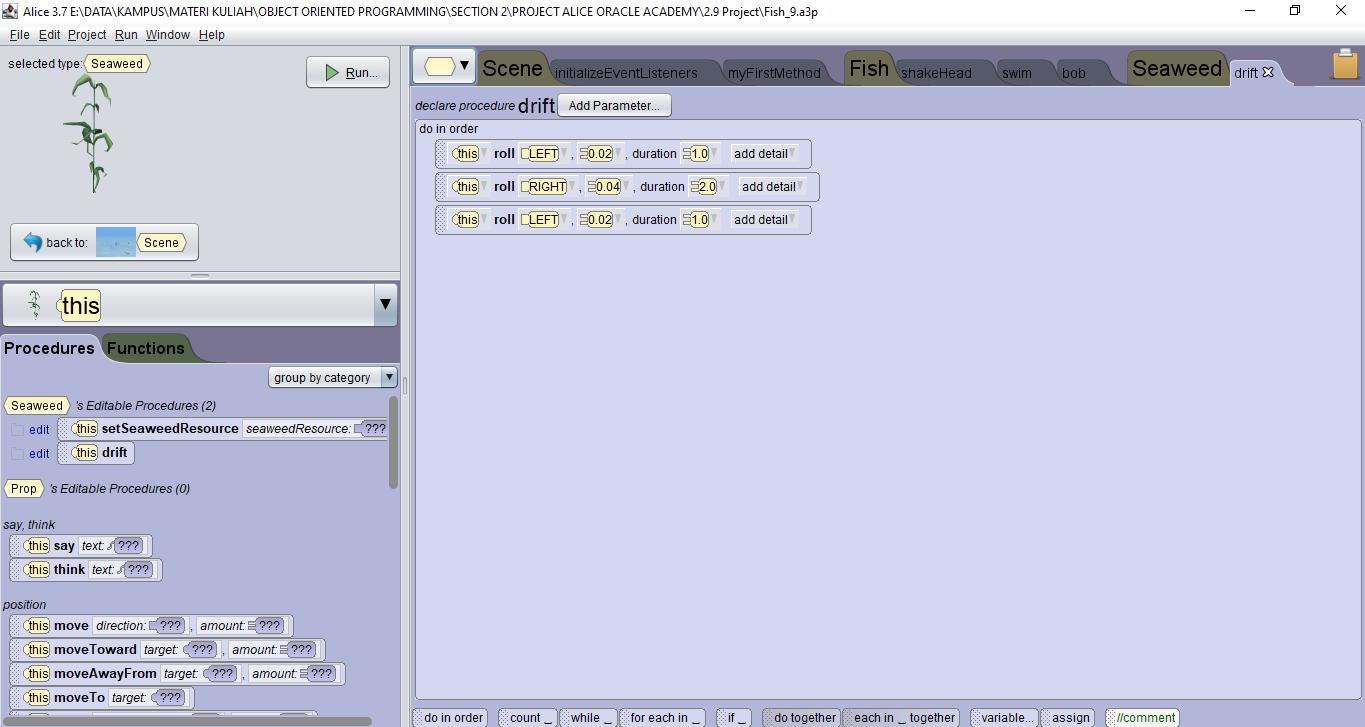 Alice 3.7 E:\DATA\KAMPUS\MATERI KULIAH\OBJECT ORIENTED PROGRAMMING\SECTION 2\PROJECT ALICE ORACLE ACADEMY\2.9 Project\Fish_9.a3p
File Edit Project Run Window Help
selected type: Seaweed
Run...
back to: Scene
this
Procedures Functions
group by category
Seaweed 's Editable Procedures (2)
edit this setSeaweedResource seaweedResource: ???
edit this drift
Prop 's Editable Procedures (0)
say, think
this say text: ???
this think text: ???
position
this move direction: ??? , amount: ???
this moveToward target: ??? , amount: ???
this moveAwayFrom target: ??? , amount: ???
this moveTo target: ???
Scene initializeEventListeners myFirstMethod Fish shakeHead swim bob Seaweed drift
declare procedure drift Add Parameter...
do in order
this roll LEFT , 0.02 , duration 1.0 add detail
this roll RIGHT , 0.04 , duration 2.0 add detail
this roll LEFT , 0.02 , duration 1.0 add detail
do in order count _ while _ for each in _ if _ do together each in _ together variable... assign //comment